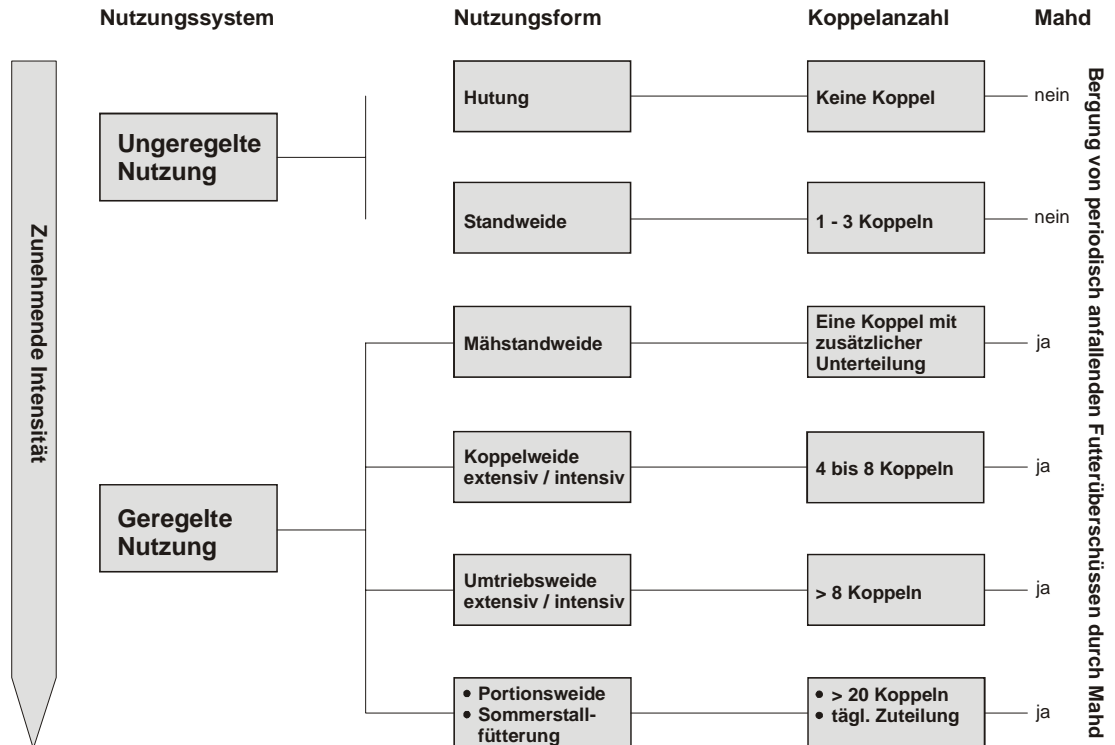 Nutzungssystem
Nutzungsform
Koppelanzahl
Mahd
Zunehmende Intensität
Ungeregelte
Nutzung
Hutung
Keine Koppel
nein
Standweide
1 - 3 Koppeln
nein
Geregelte
Nutzung
Mähstandweide
Eine Koppel mit
zusätzlicher
Unterteilung
ja
Koppelweide
extensiv / intensiv
4 bis 8 Koppeln
ja
Umtriebsweide
extensiv / intensiv
> 8 Koppeln
ja
• Portionsweide
• Sommerstall-
fütterung
• > 20 Koppeln
• tägl. Zuteilung
ja
Bergung von periodisch anfallenden Futterüberschüssen durch Mahd